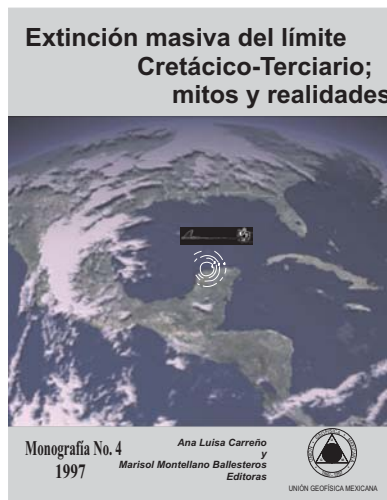 Extinción masiva del límite
Cretácico-Terciario;
mitos y realidades
Monografía No. 4
1997
Ana Luisa Carreño
y
Marisol Montellano Ballesteros
Editoras
UNIÓN GEOFÍSICA MEXICANA